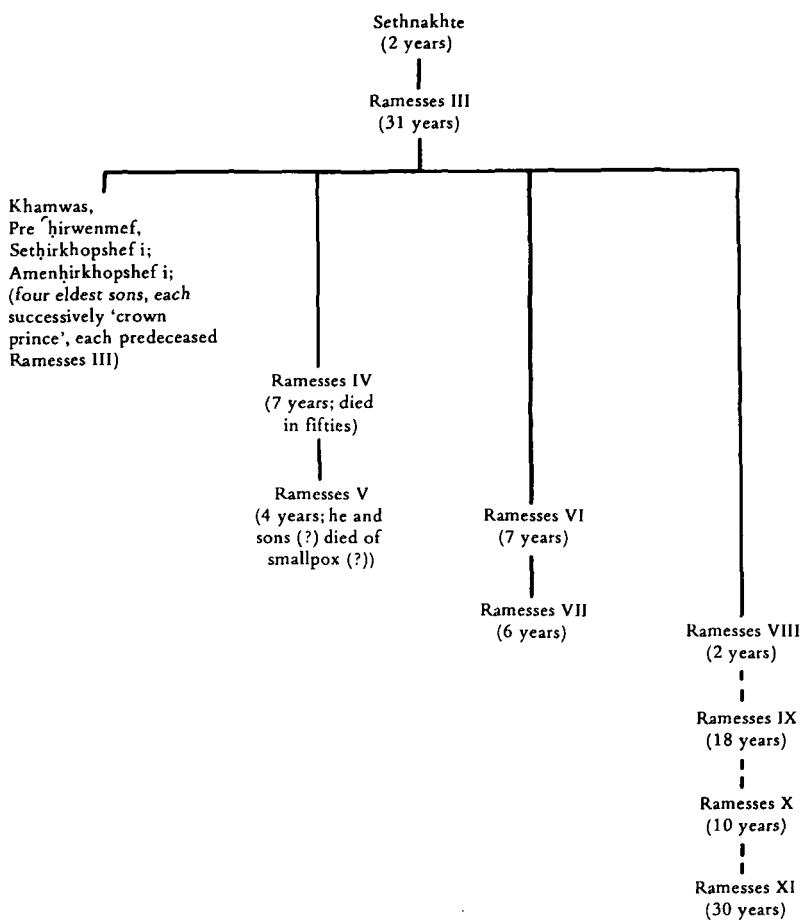 Sethnakhte
(2 years)
Ramesses III
(31 years)
Khamwas,
Preʿḥirwenmef,
Setḥirkhopshef i;
Amenḥirkhopshef i;
(four eldest sons, each
successively ‘crown
prince’, each predeceased
Ramesses III)
Ramesses IV
(7 years; died
in fifties)
Ramesses V
(4 years; he and
sons (?) died of
smallpox (?))
Ramesses VI
(7 years)
Ramesses VII
(6 years)
Ramesses VIII
(2 years)
Ramesses IX
(18 years)
Ramesses X
(10 years)
Ramesses XI
(30 years)